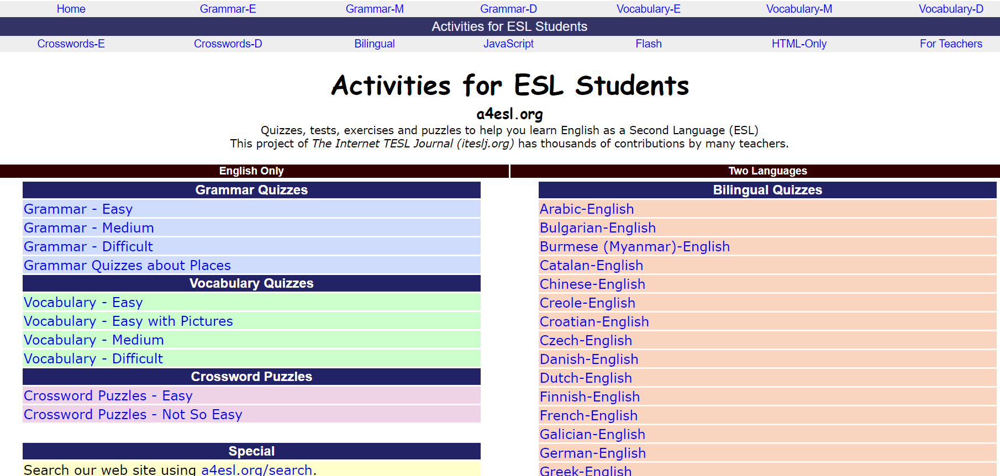 Home Grammar-E Grammar-M Grammar-D Vocabulary-E Vocabulary-M Vocabulary-D
Activities for ESL Students
Crosswords-E Crosswords-D Bilingual JavaScript Flash HTML-Only For Teachers
Activities for ESL Students
a4esl.org
Quizzes, tests, exercises and puzzles to help you learn English as a Second Language (ESL)
This project of The Internet TESL Journal (iteslj.org) has thousands of contributions by many teachers.
English Only
Grammar Quizzes
Grammar - Easy
Grammar - Medium
Grammar - Difficult
Grammar Quizzes about Places
Vocabulary Quizzes
Vocabulary - Easy
Vocabulary - Easy with Pictures
Vocabulary - Medium
Vocabulary - Difficult
Crossword Puzzles
Crossword Puzzles - Easy
Crossword Puzzles - Not So Easy
Special
Search our web site using a4esl.org/search.
Two Languages
Bilingual Quizzes
Arabic-English
Bulgarian-English
Burmese (Myanmar)-English
Catalan-English
Chinese-English
Creole-English
Croatian-English
Czech-English
Danish-English
Dutch-English
Finnish-English
French-English
Galician-English
German-English
Greek-English